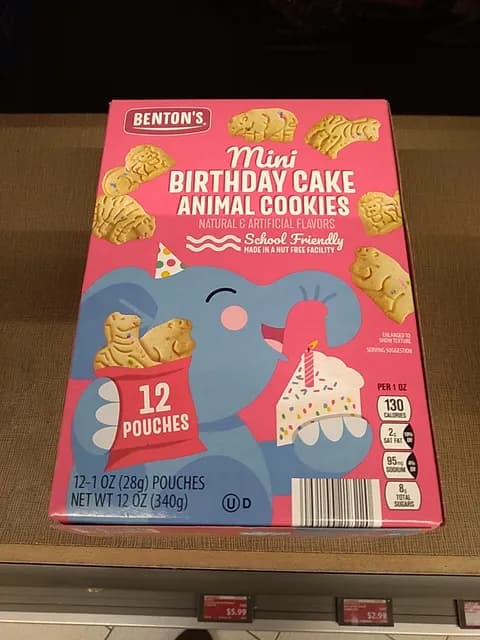 BENTON'S
Mini
BIRTHDAY CAKE
ANIMAL COOKIES
NATURAL & ARTIFICIAL FLAVORS
School Friendly
MADE IN A NUT FREE FACILITY
ENLARGED TO
SHOW TEXTURE
SERVING SUGGESTION
12
POUCHES
PER 1 OZ
130
CALORIES
2g
SAT FAT
95mg
SODIUM
8g
TOTAL
SUGARS
12-1 OZ (28g) POUCHES
NET WT 12 OZ (340g)
U D
$5.99
$2.99